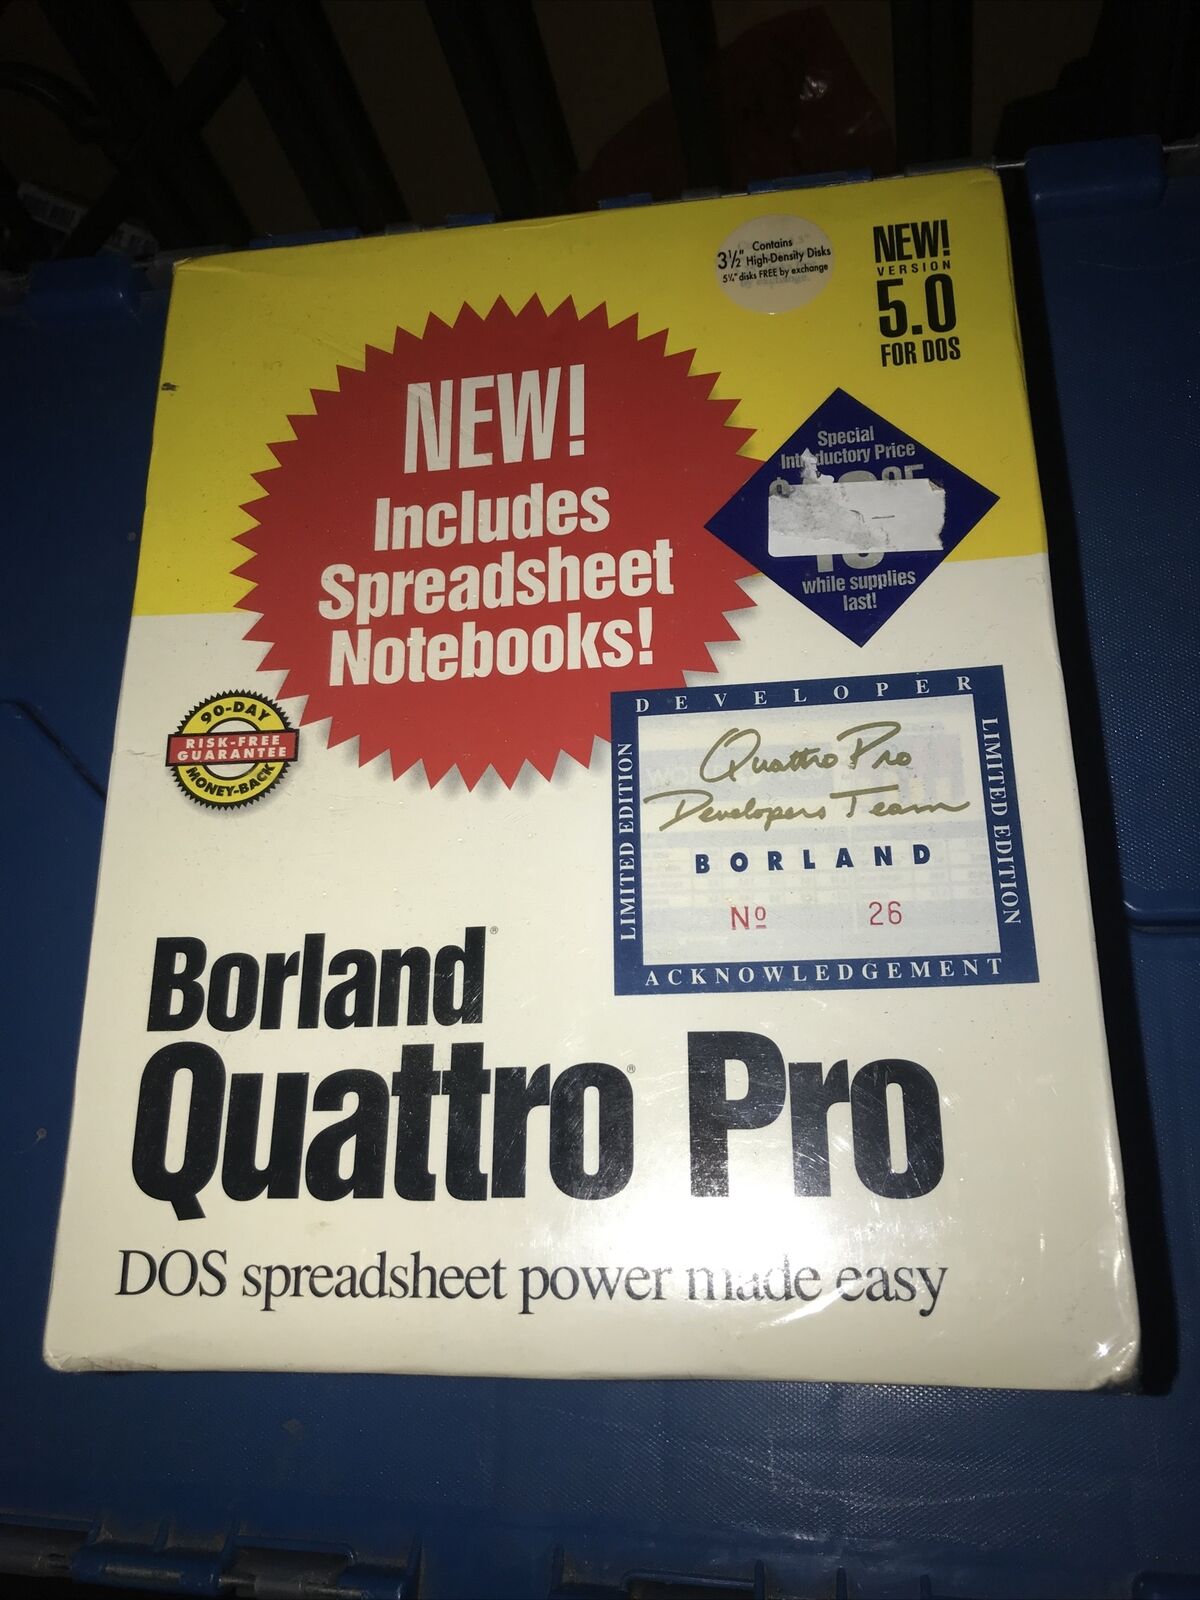 Contains
3½" High-Density Disks
5¼" disks FREE by exchange
NEW!
VERSION
5.0
FOR DOS
NEW!
Includes
Spreadsheet
Notebooks!
Special
Introductory Price
while supplies
last!
90-DAY
RISK-FREE
GUARANTEE
MONEY-BACK
DEVELOPER
LIMITED EDITION
Quattro Pro
Developers Team
BORLAND
Nº 26
LIMITED EDITION
ACKNOWLEDGEMENT
Borland®
Quattro® Pro
DOS spreadsheet power made easy